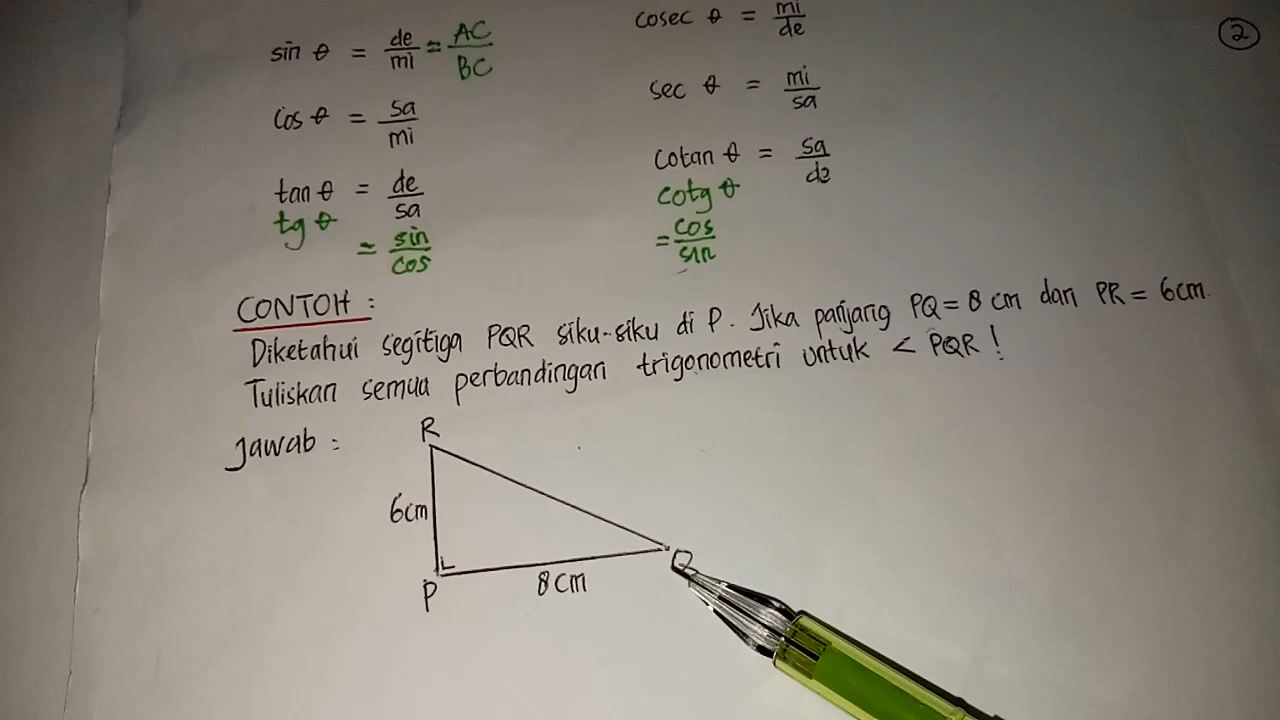 sin θ = de/mi = AC/BC
cosec θ = mi/de
②
cos θ = sa/mi
sec θ = mi/sa
tan θ = de/sa
cotan θ = sa/de
tg θ = sin/cos
cotg θ
= cos/sin
CONTOH :
Diketahui segitiga PQR siku-siku di P. Jika panjang PQ = 8 cm dan PR = 6cm.
Tuliskan semua perbandingan trigonometri untuk < PQR !
Jawab :
R
6cm
P
8 cm
Q